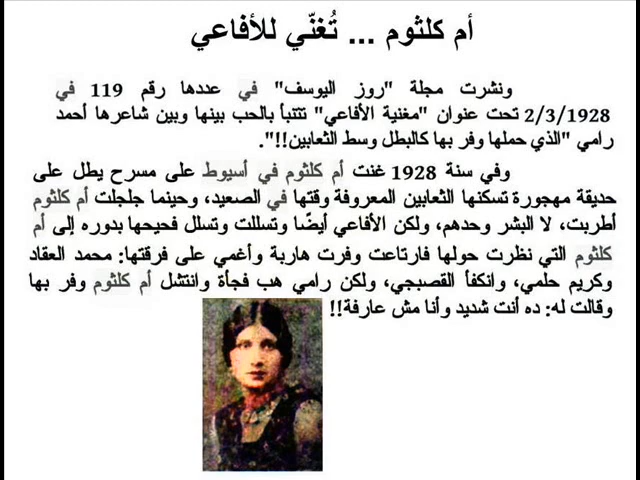 أم كلثوم ... تُغنّي للأفاعي
ونشرت مجلة "روز اليوسف" في عددها رقم 119 في
2/3/1928 تحت عنوان "مغنية الأفاعي" تتنبأ بالحب بينها وبين شاعرها أحمد
رامي "الذي حملها وفر بها كالبطل وسط الثعابين!!".
وفي سنة 1928 غنت أم كلثوم في أسيوط على مسرح يطل على
حديقة مهجورة تسكنها الثعابين المعروفة وقتها في الصعيد، وحينما جلجلت أم كلثوم
أطربت، لا البشر وحدهم، ولكن الأفاعي أيضًا وتسللت وتسلل فحيحها بدوره إلى أم
كلثوم التي نظرت حولها فارتاعت وفرت هاربة وأغمي على فرقتها: محمد العقاد
وكريم حلمي، وانكفأ القصبجي، ولكن رامي هب فجأة وانتشل أم كلثوم وفر بها
وقالت له: ده أنت شديد وأنا مش عارفة!!